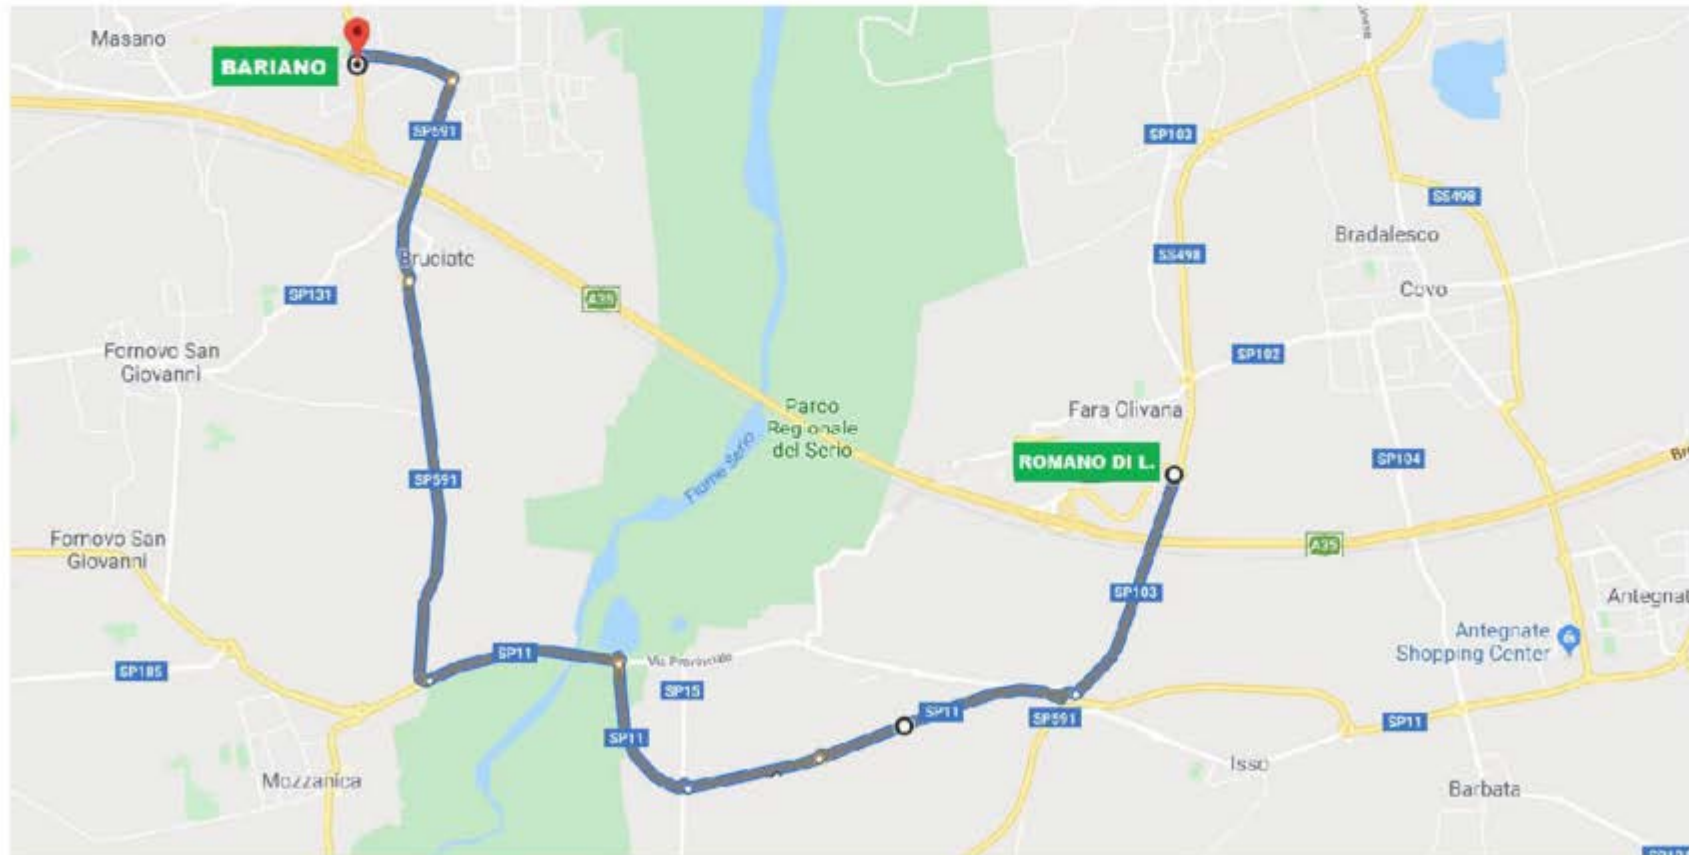 Masano
BARIANO
SP591
SP103
SS498
Bradalesco
SS498
Bruciate
SP131
A35
Covo
Fornovo San
Giovanni
SP102
Parco
Regionale
del Serio
Fara Olivana
ROMANO DI L.
SP104
Fiume Serio
SP591
Fornovo San
Giovanni
A35
SP103
Antegnat
Antegnate
Shopping Center
SP11
Via Provinciale
SP185
SP15
SP11
SP591
SP11
SP11
Isso
Mozzanica
Barbata